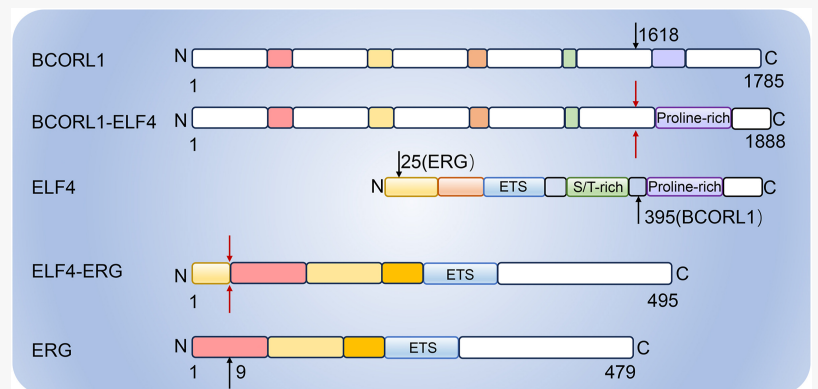 1618
BCORL1 N C
1 1785
BCORL1-ELF4 N Proline-rich C
1 1888
25(ERG)
ELF4 N ETS S/T-rich Proline-rich C
395(BCORL1)
ELF4-ERG N ETS C
1 495
ERG N ETS C
1 9 479